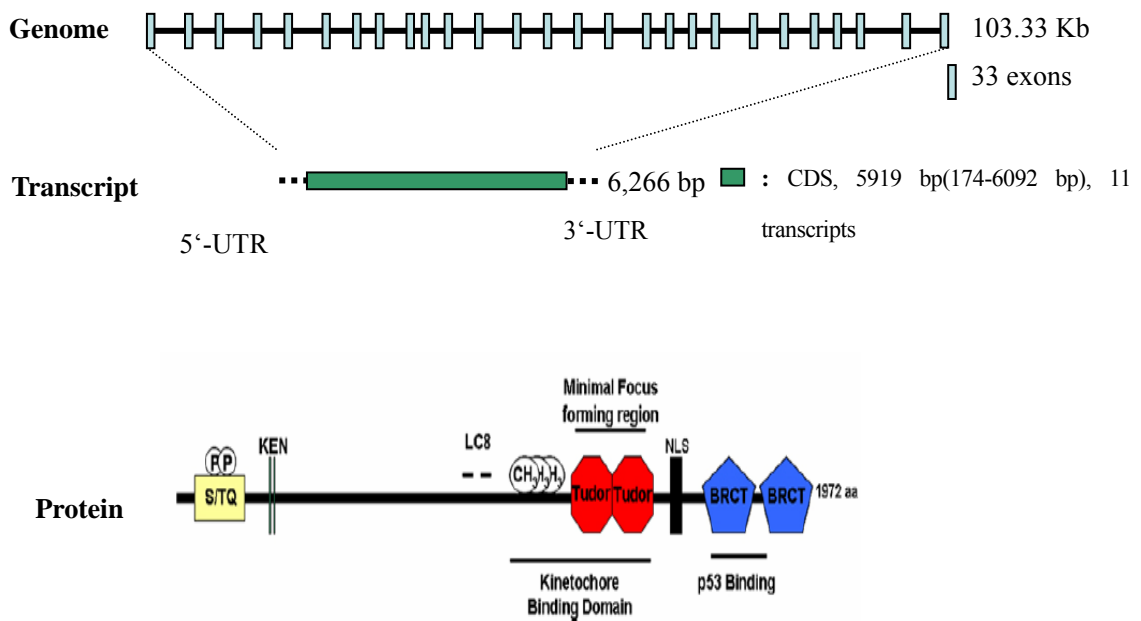 Genome
103.33 Kb
33 exons
Transcript
6,266 bp
: CDS, 5919 bp(174-6092 bp), 11
transcripts
5‘-UTR
3‘-UTR
Protein
Minimal Focus
forming region
KEN
LC8
NLS
P P
S/TQ
CH3 H3 H3
Tudor Tudor
BRCT BRCT
1972 aa
Kinetochore
Binding Domain
p53 Binding